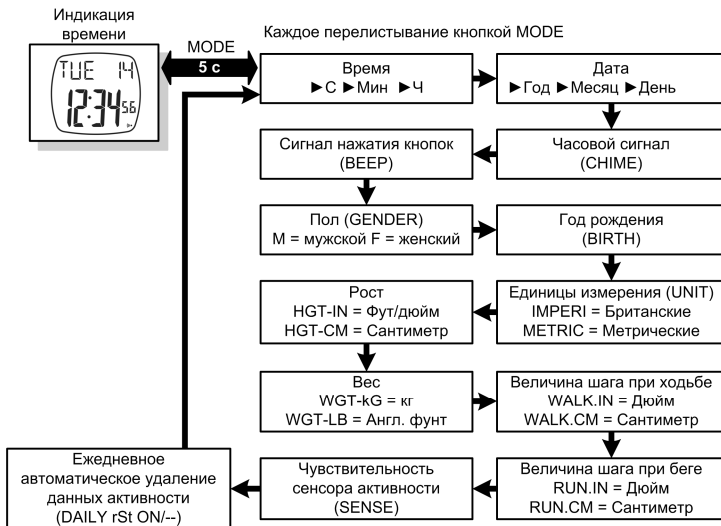 Индикация
времени
TUE 14
12:34 56
MODE
5 с
Каждое перелистывание кнопкой MODE
Время
►С ►Мин ►Ч
Дата
►Год ►Месяц ►День
Сигнал нажатия кнопок
(BEEP)
Часовой сигнал
(CHIME)
Пол (GENDER)
M = мужской F = женский
Год рождения
(BIRTH)
Рост
HGT-IN = Фут/дюйм
HGT-CM = Сантиметр
Единицы измерения (UNIT)
IMPERI = Британские
METRIC = Метрические
Вес
WGT-kG = кг
WGT-LB = Англ. фунт
Величина шага при ходьбе
WALK.IN = Дюйм
WALK.CM = Сантиметр
Ежедневное
автоматическое удаление
данных активности
(DAILY rSt ON/--)
Чувствительность
сенсора активности
(SENSE)
Величина шага при беге
RUN.IN = Дюйм
RUN.CM = Сантиметр